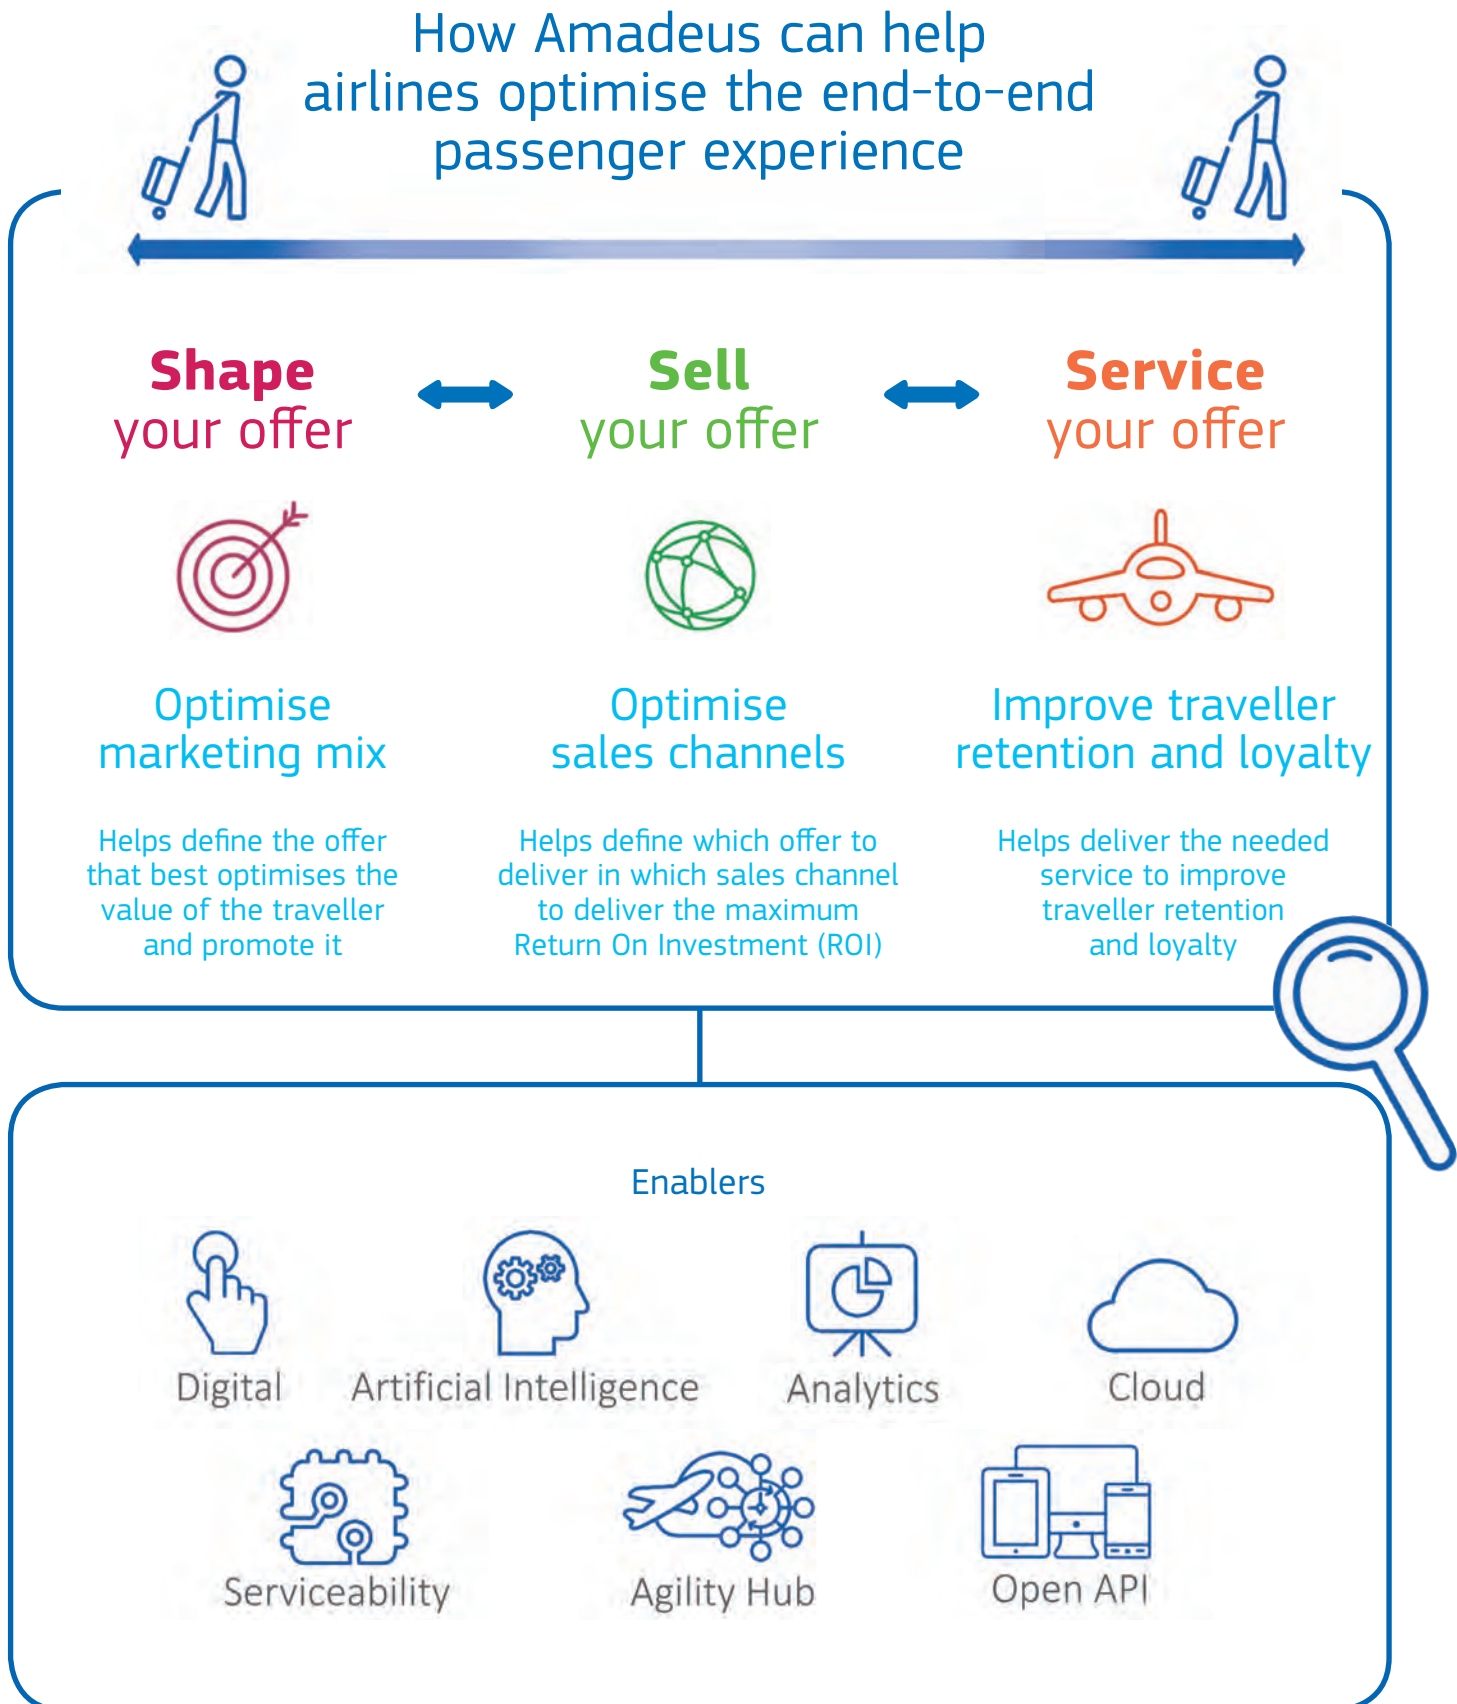 How Amadeus can help
airlines optimise the end-to-end
passenger experience
Shape
your offer
Sell
your offer
Service
your offer
Optimise
marketing mix
Optimise
sales channels
Improve traveller
retention and loyalty
Helps define the offer
that best optimises the
value of the traveller
and promote it
Helps define which offer to
deliver in which sales channel
to deliver the maximum
Return On Investment (ROI)
Helps deliver the needed
service to improve
traveller retention
and loyalty
Enablers
Digital
Artificial Intelligence
Analytics
Cloud
Serviceability
Agility Hub
Open API